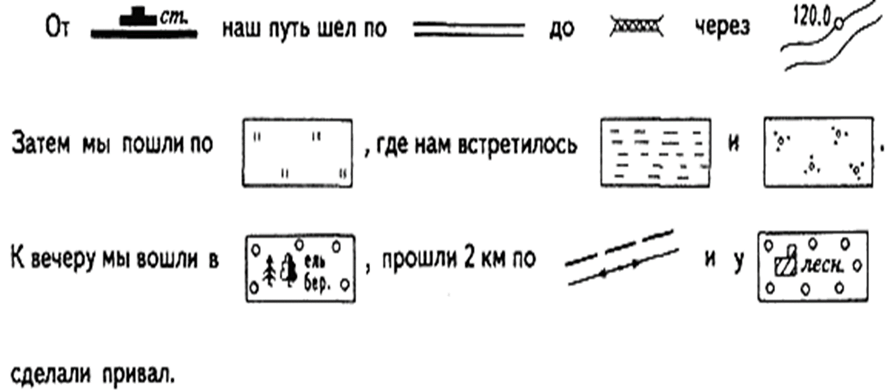 От ст. наш путь шел по до через 120.0
Затем мы пошли по , где нам встретилось и .
К вечеру мы вошли в ель бер. , прошли 2 км по и у лесн.
сделали привал.